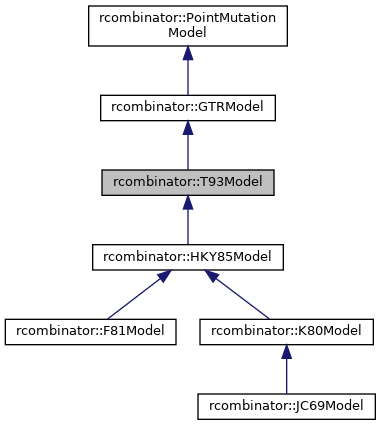 rcombinator::PointMutation
Model
rcombinator::GTRModel
rcombinator::T93Model
rcombinator::HKY85Model
rcombinator::F81Model
rcombinator::K80Model
rcombinator::JC69Model